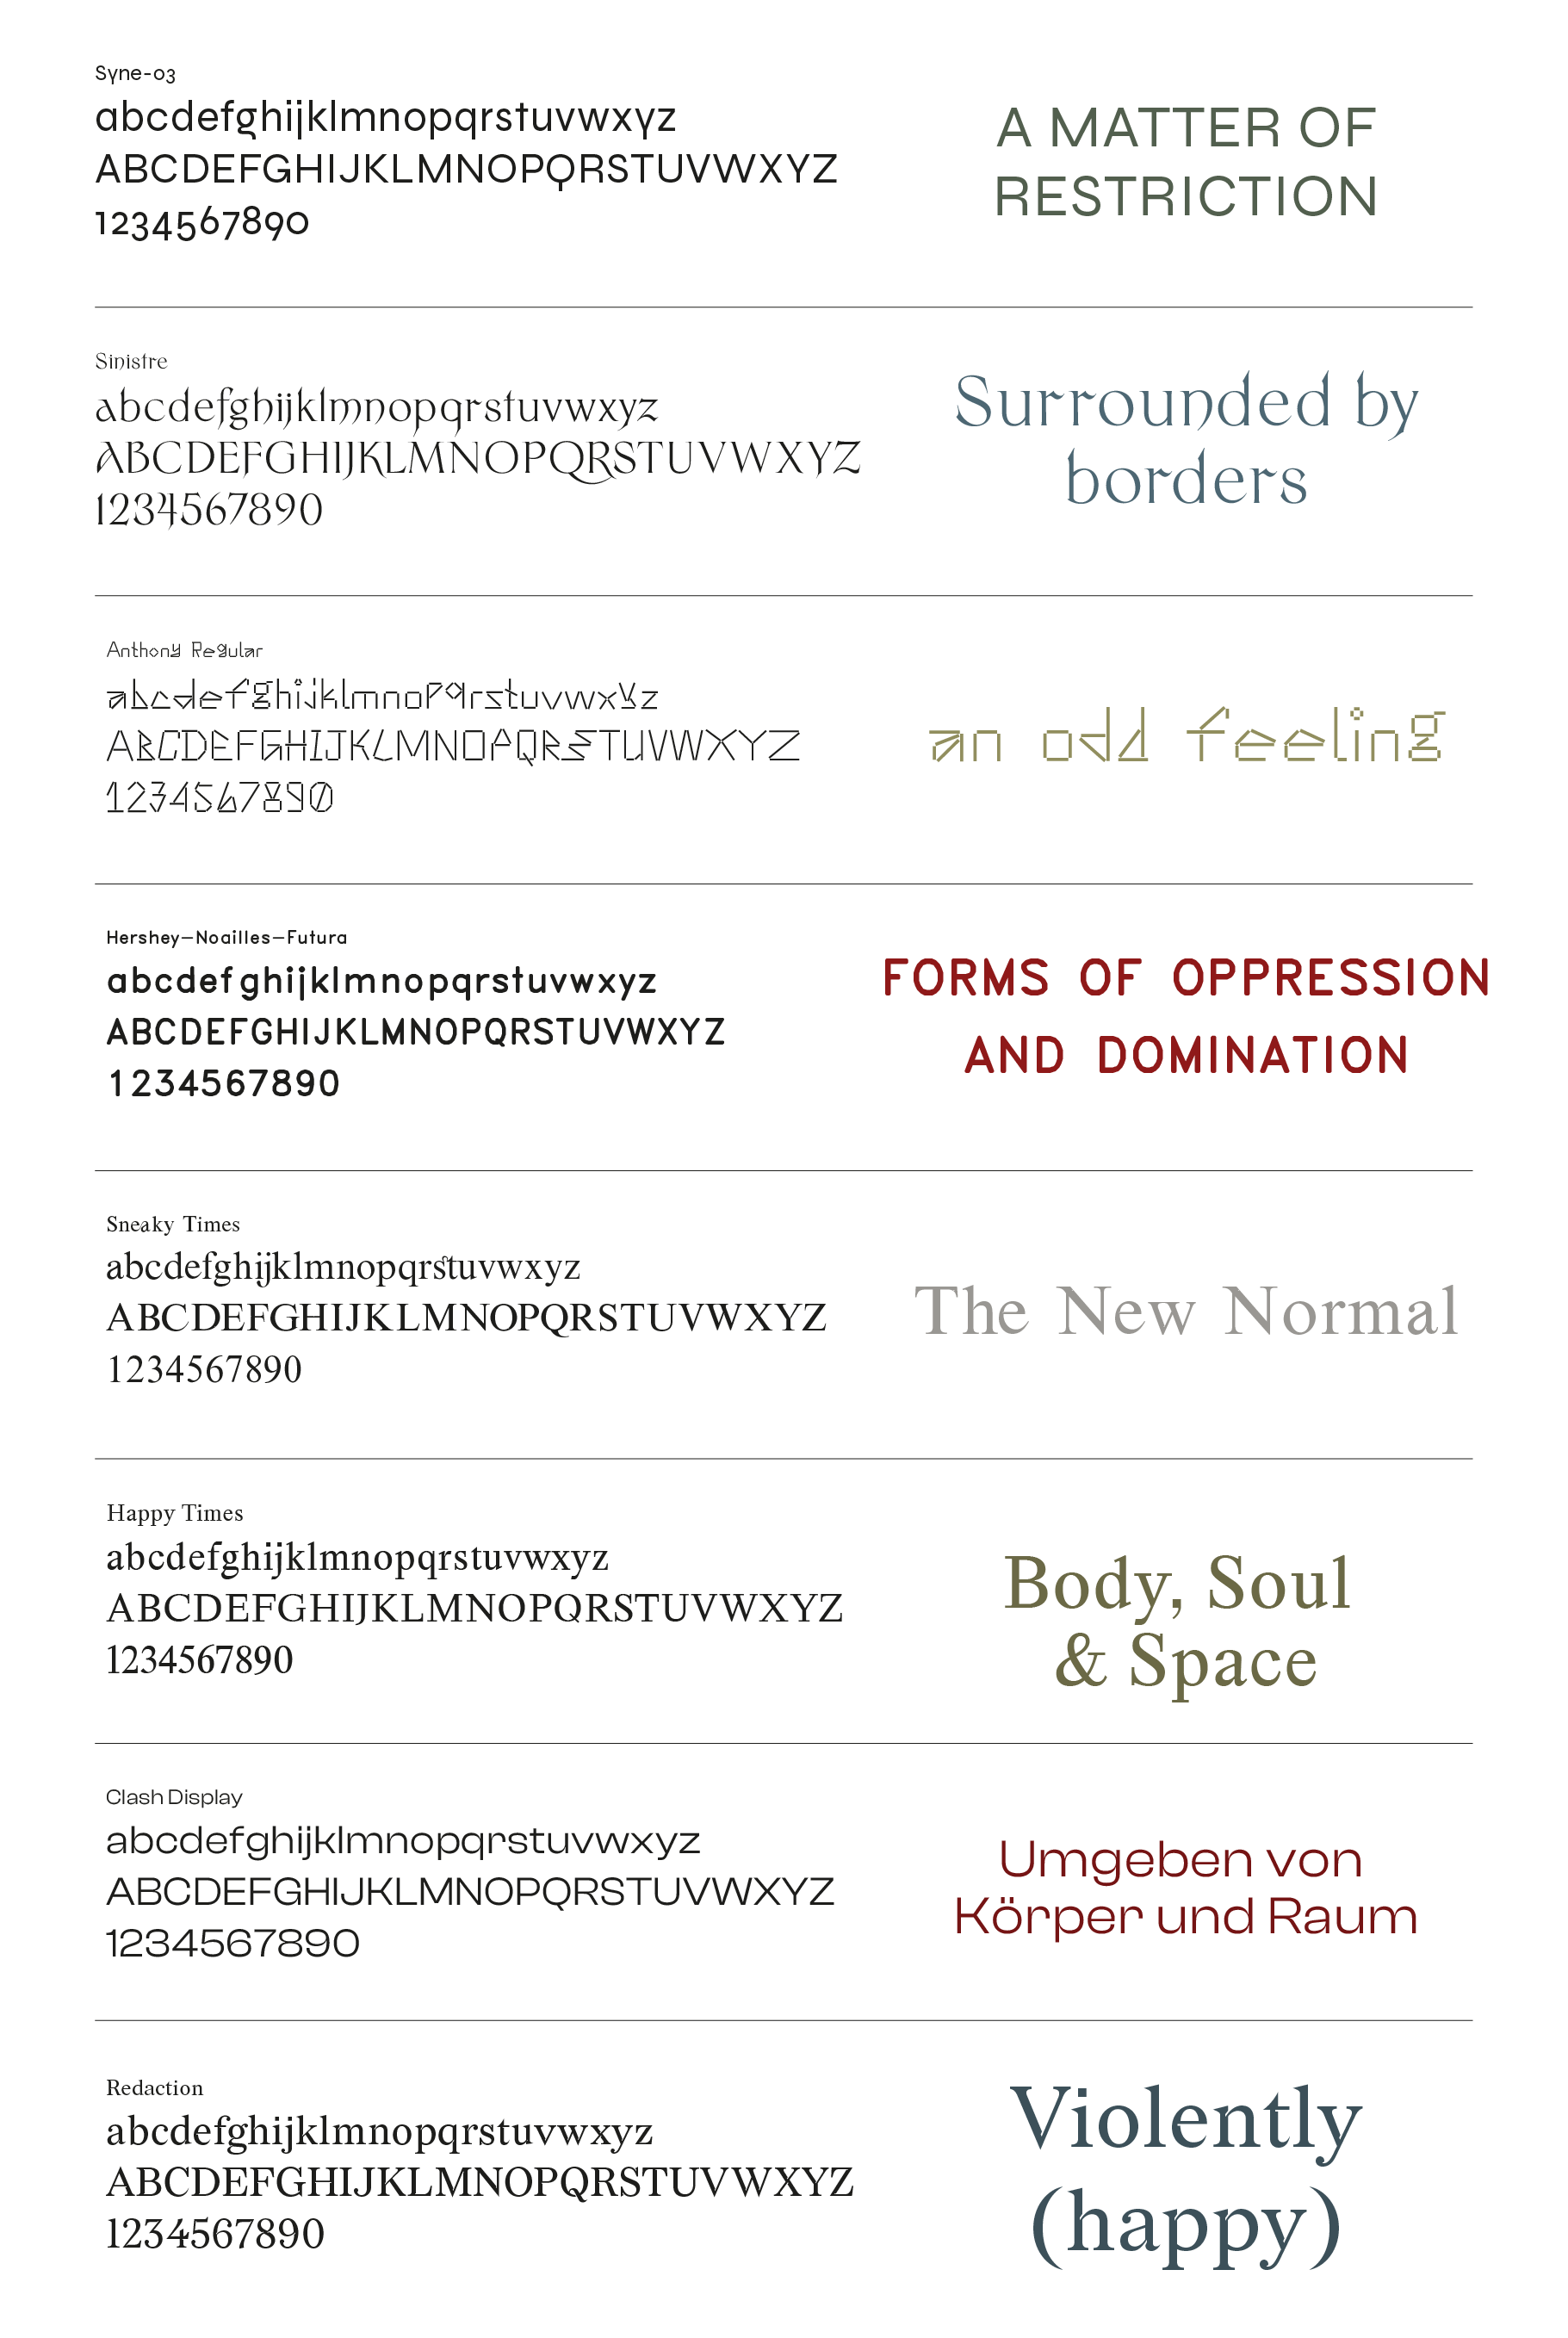 Syne-03
abcdefghijklmnopqrstuvwxyz
ABCDEFGHIJKLMNOPQRSTUVWXYZ
1234567890
A MATTER OF
RESTRICTION
Sinistre
abcdefghijklmnopqrstuvwxyz
ABCDEFGHIJKLMNOPQRSTUVWXYZ
1234567890
Surrounded by
borders
Anthony Regular
abcdefghijklmnopqrstuvwxyz
ABCDEFGHIJKLMNOPQRSTUVWXYZ
1234567890
an odd feeling
Hershey–Noailles–Futura
abcdefghijklmnopqrstuvwxyz
ABCDEFGHIJKLMNOPQRSTUVWXYZ
1234567890
FORMS OF OPPRESSION
AND DOMINATION
Sneaky Times
abcdefghijklmnopqrstuvwxyz
ABCDEFGHIJKLMNOPQRSTUVWXYZ
1234567890
The New Normal
Happy Times
abcdefghijklmnopqrstuvwxyz
ABCDEFGHIJKLMNOPQRSTUVWXYZ
1234567890
Body, Soul
& Space
Clash Display
abcdefghijklmnopqrstuvwxyz
ABCDEFGHIJKLMNOPQRSTUVWXYZ
1234567890
Umgeben von
Körper und Raum
Redaction
abcdefghijklmnopqrstuvwxyz
ABCDEFGHIJKLMNOPQRSTUVWXYZ
1234567890
Violently
(happy)